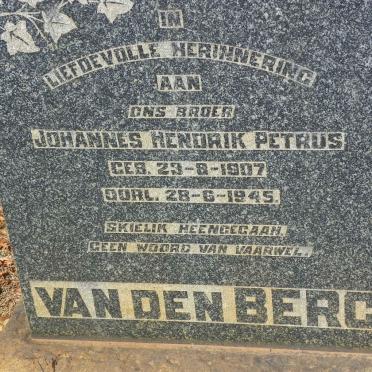 IN
LIEFDEVOLLE HERINNERING
AAN
ONS BROER
JOHANNES HENDRIK PETRUS
GEB. 23-8-1907
OORL. 28-6-1945.
SKIELIK HEENGEGAAN,
GEEN WOORD VAN VAARWEL.
VAN DEN BERG